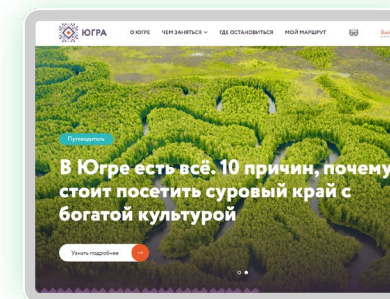 ЮГРА
О ЮГРЕ ЧЕМ ЗАНЯТЬСЯ ГДЕ ОСТАНОВИТЬСЯ МОЙ МАРШРУТ
Путеводитель
В Югре есть всё. 10 причин, почему
стоит посетить суровый край с
богатой культурой
Узнать подробнее